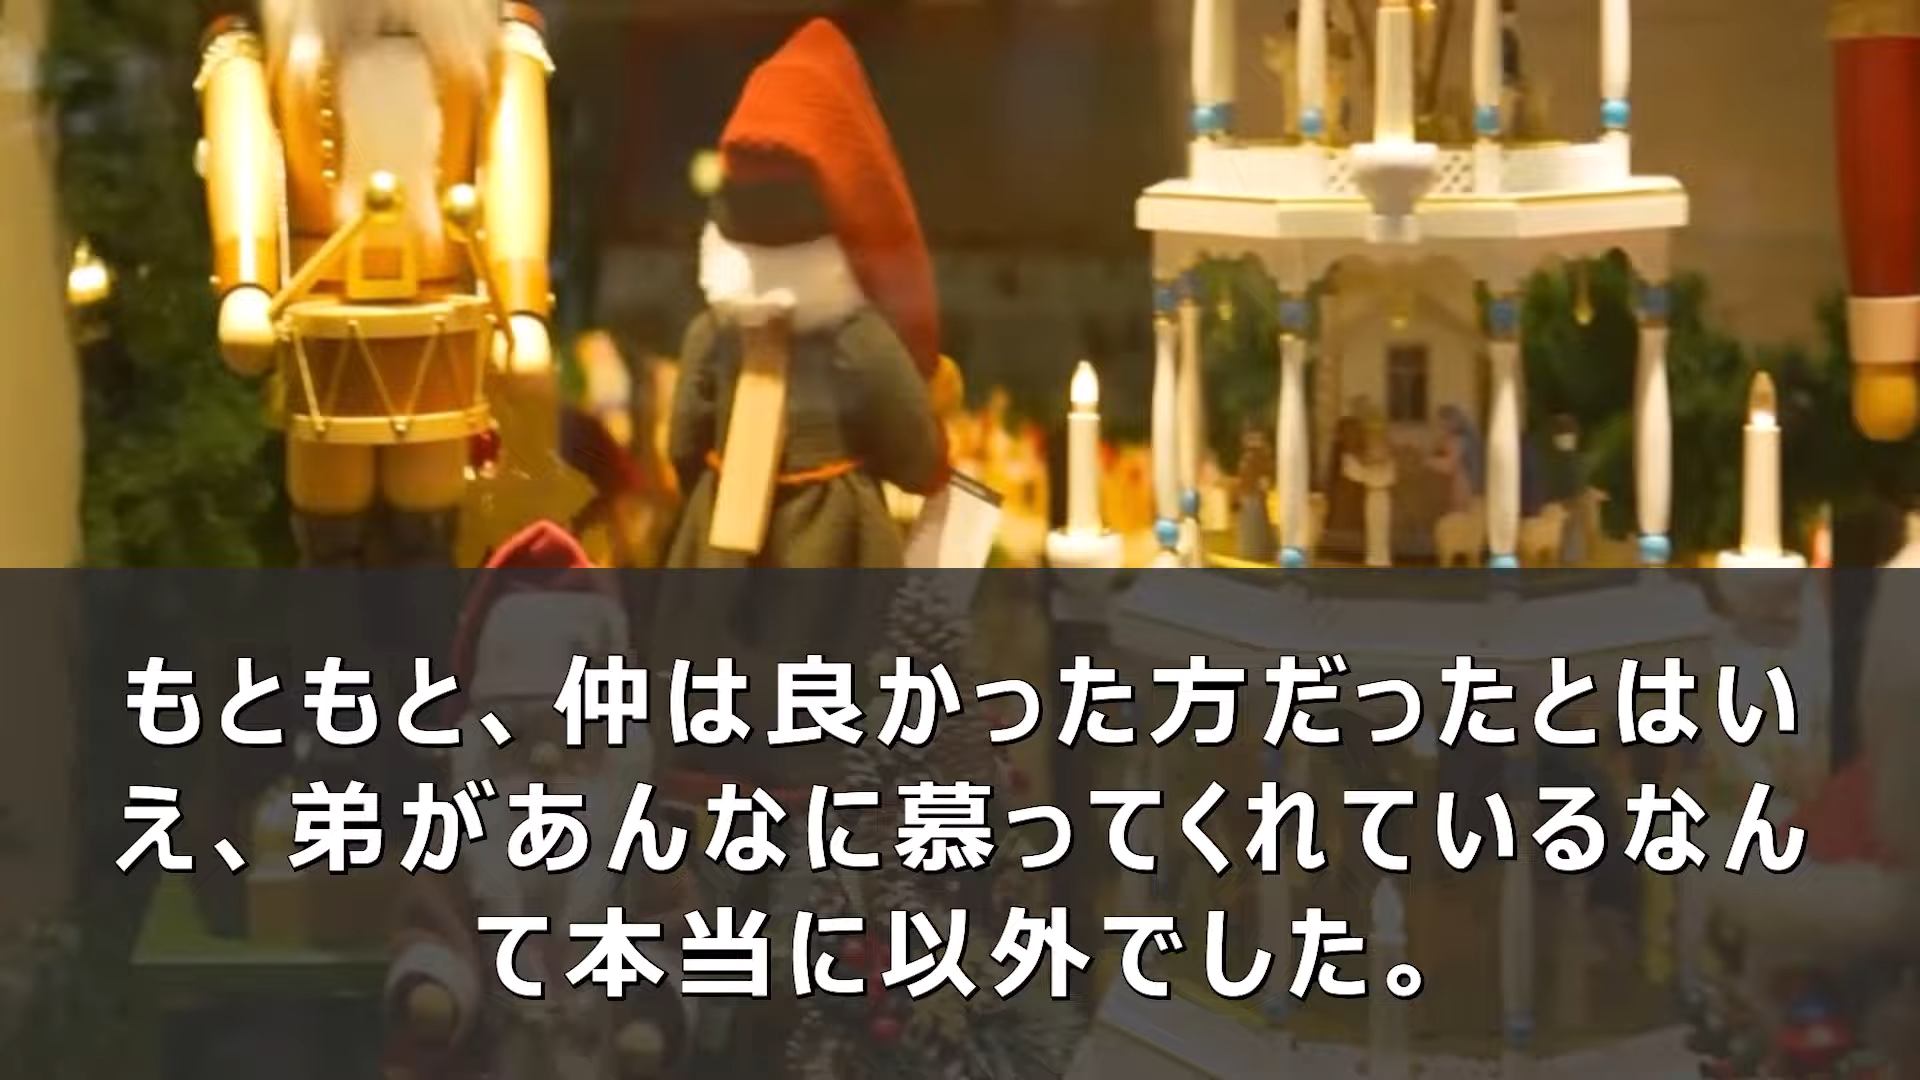 もともと、仲は良かった方だったとはい
え、弟があんなに慕ってくれているなん
て本当に以外でした。